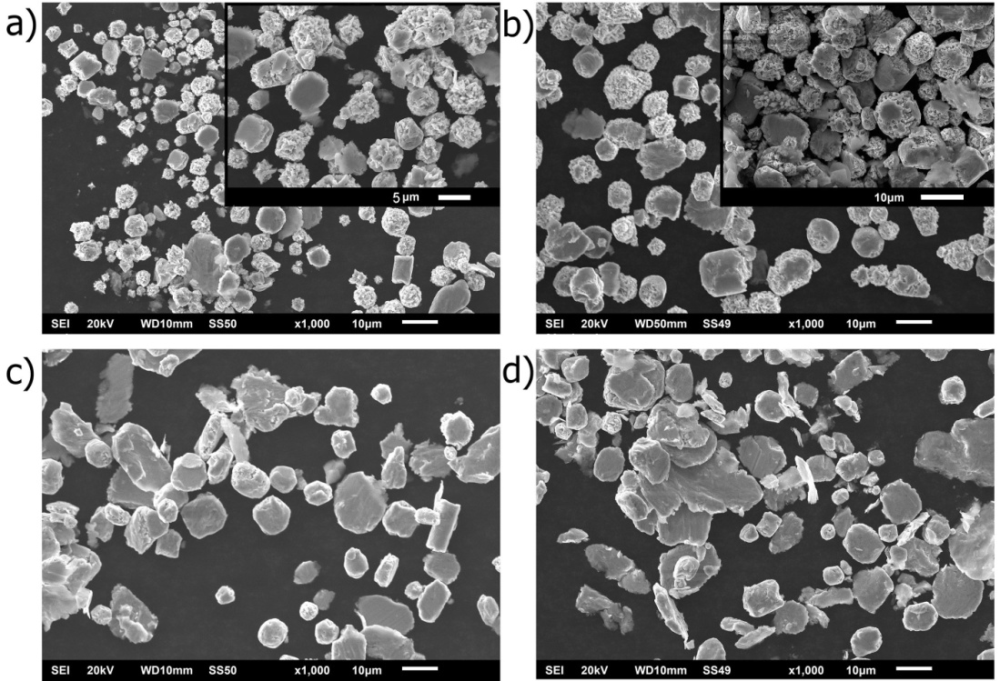 a)
5 µm
SEI 20kV WD10mm SS50 x1,000 10µm
b)
10µm
SEI 20kV WD50mm SS49 x1,000 10µm
c)
SEI 20kV WD10mm SS50 x1,000 10µm
d)
SEI 20kV WD10mm SS49 x1,000 10µm